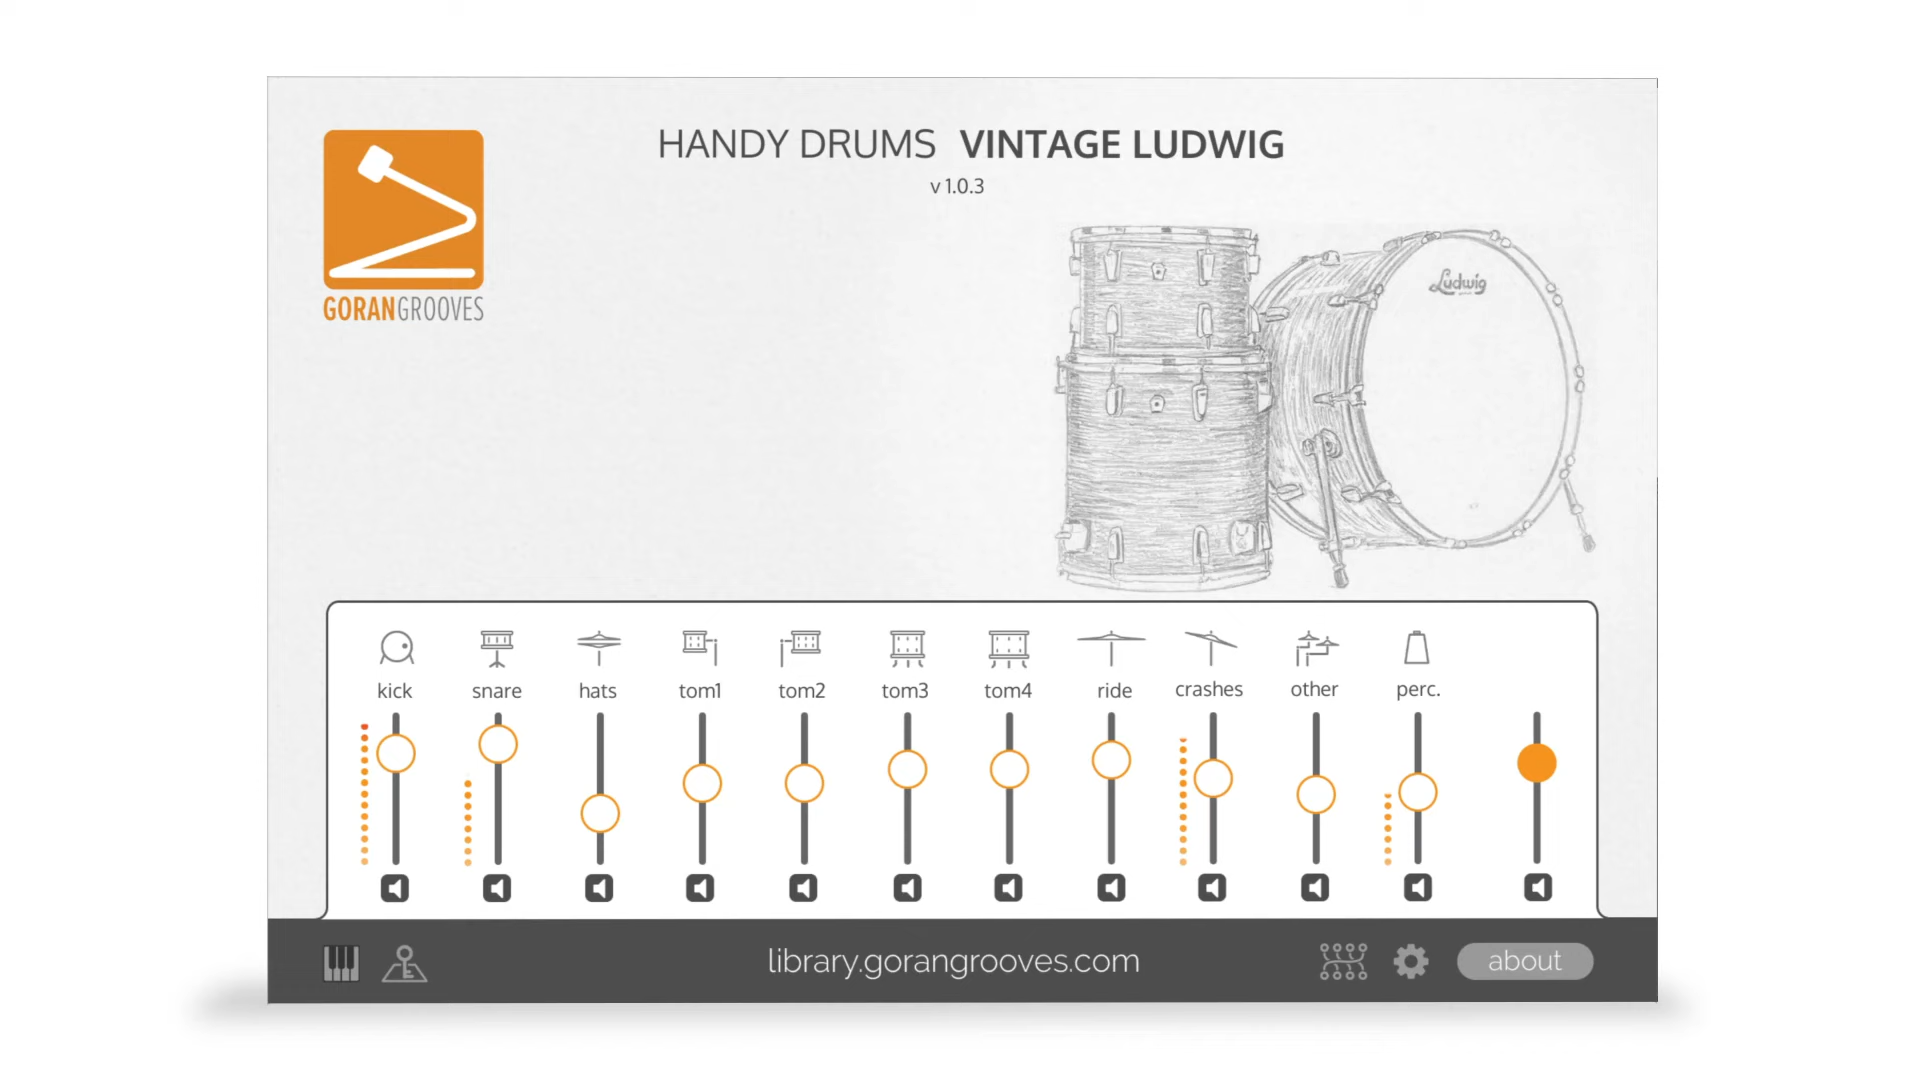 HANDY DRUMS VINTAGE LUDWIG
v 1.0.3
GORANGROOVES
Ludwig
kick snare hats tom1 tom2 tom3 tom4 ride crashes other perc.
library.gorangrooves.com
about